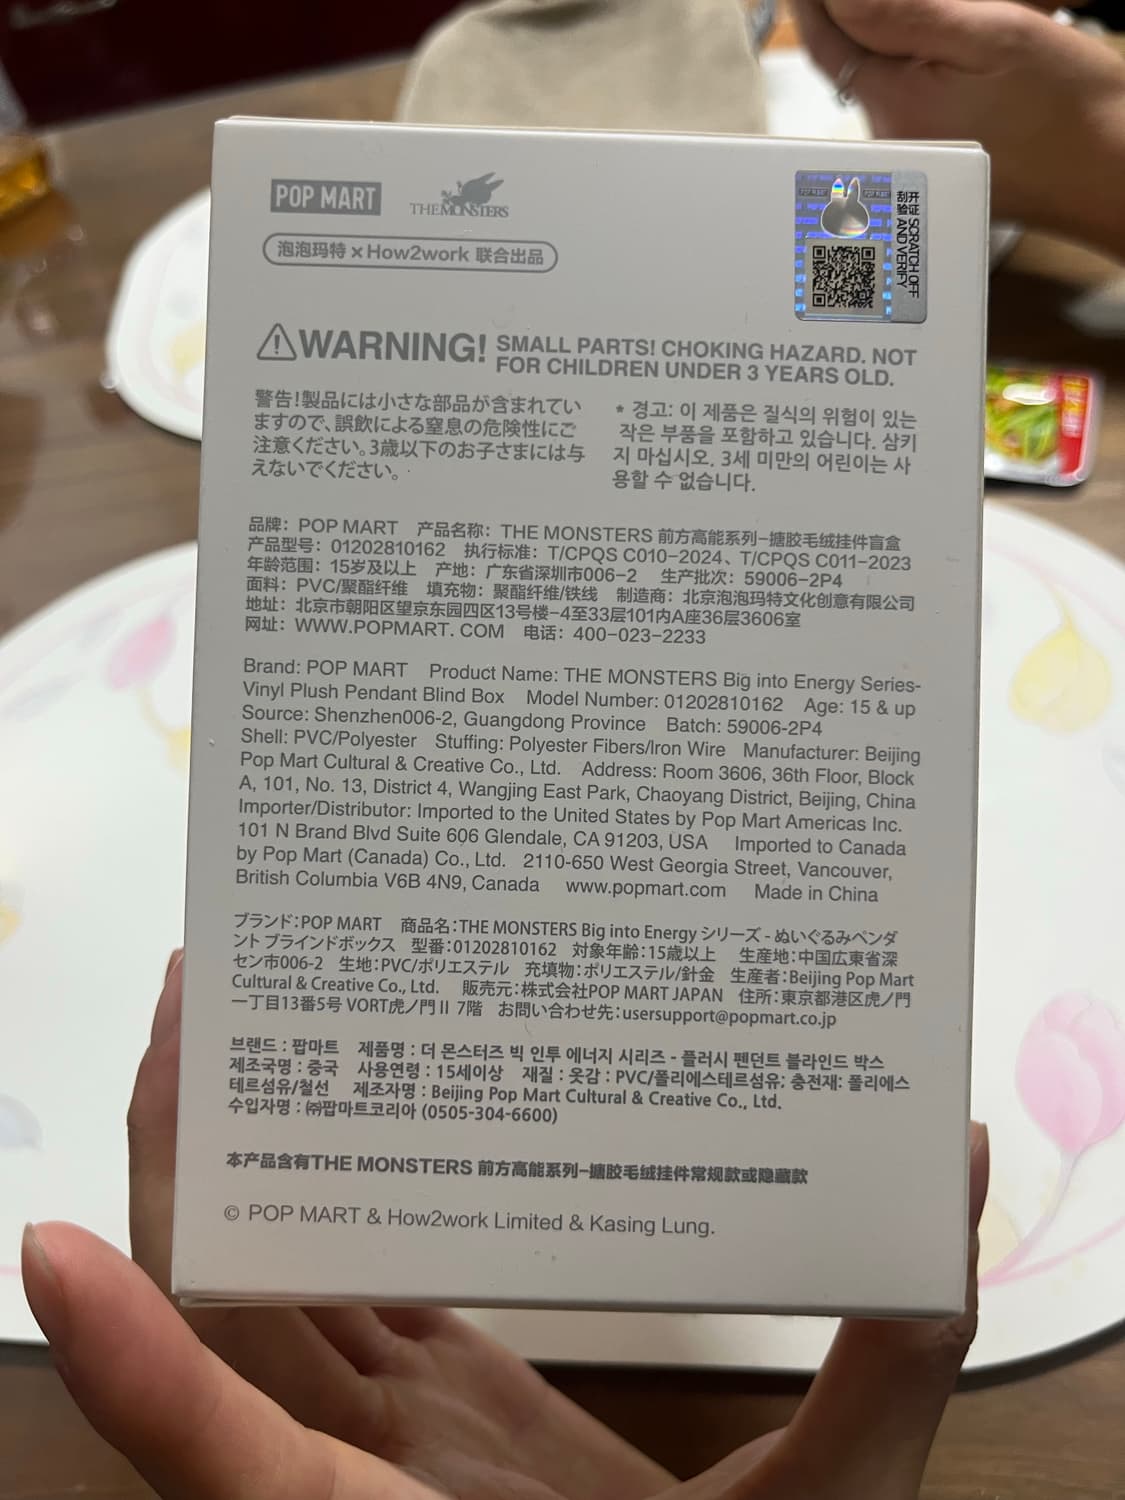 POP MART
THE MONSTERS
泡泡玛特×How2work 联合出品
POP MART
POP MART
刮开验证 SCRATCH OFF AND VERIFY
WARNING! SMALL PARTS! CHOKING HAZARD. NOT
FOR CHILDREN UNDER 3 YEARS OLD.
警告!製品には小さな部品が含まれてい
ますので、誤飲による窒息の危険性にご
注意ください。3歳以下のお子さまには与
えないでください。
* 경고: 이 제품은 질식의 위험이 있는
작은 부품을 포함하고 있습니다. 삼키
지 마십시오. 3세 미만의 어린이는 사
용할 수 없습니다.
品牌：POP MART 产品名称：THE MONSTERS 前方高能系列-搪胶毛绒挂件盲盒
产品型号：01202810162 执行标准：T/CPQS C010-2024、T/CPQS C011-2023
年龄范围：15岁及以上 产地：广东省深圳市006-2 生产批次：59006-2P4
面料：PVC/聚酯纤维 填充物：聚酯纤维/铁线 制造商：北京泡泡玛特文化创意有限公司
地址：北京市朝阳区望京东园四区13号楼-4至33层101内A座36层3606室
网址：WWW.POPMART.COM 电话：400-023-2233
Brand: POP MART Product Name: THE MONSTERS Big into Energy Series-
Vinyl Plush Pendant Blind Box Model Number: 01202810162 Age: 15 & up
Source: Shenzhen006-2, Guangdong Province Batch: 59006-2P4
Shell: PVC/Polyester Stuffing: Polyester Fibers/Iron Wire Manufacturer: Beijing
Pop Mart Cultural & Creative Co., Ltd. Address: Room 3606, 36th Floor, Block
A, 101, No. 13, District 4, Wangjing East Park, Chaoyang District, Beijing, China
Importer/Distributor: Imported to the United States by Pop Mart Americas Inc.
101 N Brand Blvd Suite 606 Glendale, CA 91203, USA Imported to Canada
by Pop Mart (Canada) Co., Ltd. 2110-650 West Georgia Street, Vancouver,
British Columbia V6B 4N9, Canada www.popmart.com Made in China
ブランド:POP MART 商品名:THE MONSTERS Big into Energy シリーズ - ぬいぐるみペンダ
ント ブラインドボックス 型番:01202810162 対象年齢:15歳以上 生産地:中国広東省深
セン市006-2 生地:PVC/ポリエステル 充填物:ポリエステル/針金 生産者:Beijing Pop Mart
Cultural & Creative Co., Ltd. 販売元:株式会社POP MART JAPAN 住所:東京都港区虎ノ門
一丁目13番5号 VORT虎ノ門 II 7階 お問い合わせ先:usersupport@popmart.co.jp
브랜드 : 팝마트 제품명 : 더 몬스터즈 빅 인투 에너지 시리즈 - 플러시 펜던트 블라인드 박스
제조국명 : 중국 사용연령 : 15세이상 재질 : 옷감 : PVC/폴리에스테르섬유; 충전재: 폴리에스
테르섬유/철선 제조자명 : Beijing Pop Mart Cultural & Creative Co., Ltd.
수입자명 : ㈜팝마트코리아 (0505-304-6600)
本产品含有THE MONSTERS 前方高能系列-搪胶毛绒挂件常规款或隐藏款
© POP MART & How2work Limited & Kasing Lung.